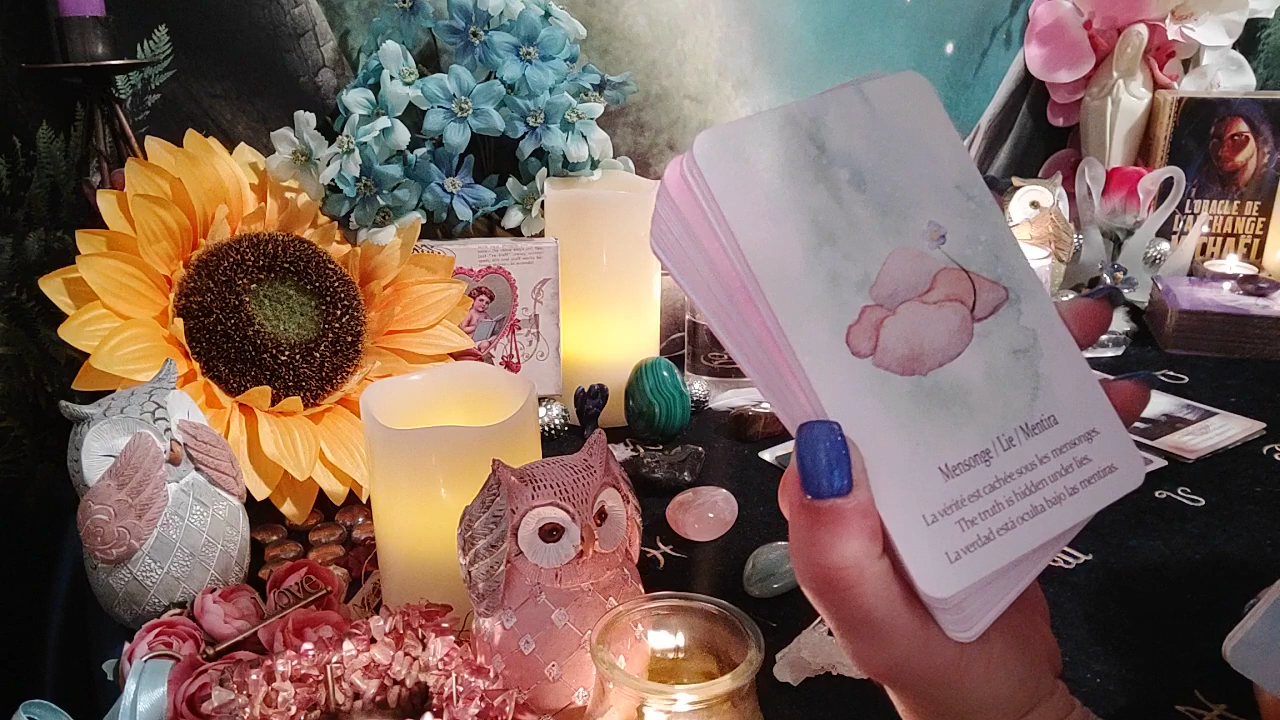 Mensonge / Lie / Mentira
La vérité est cachée sous les mensonges.
The truth is hidden under lies.
La verdad está oculta bajo las mentiras.
L'ORACLE DE
L'ARCHANGE
MICHAËL
LOVE